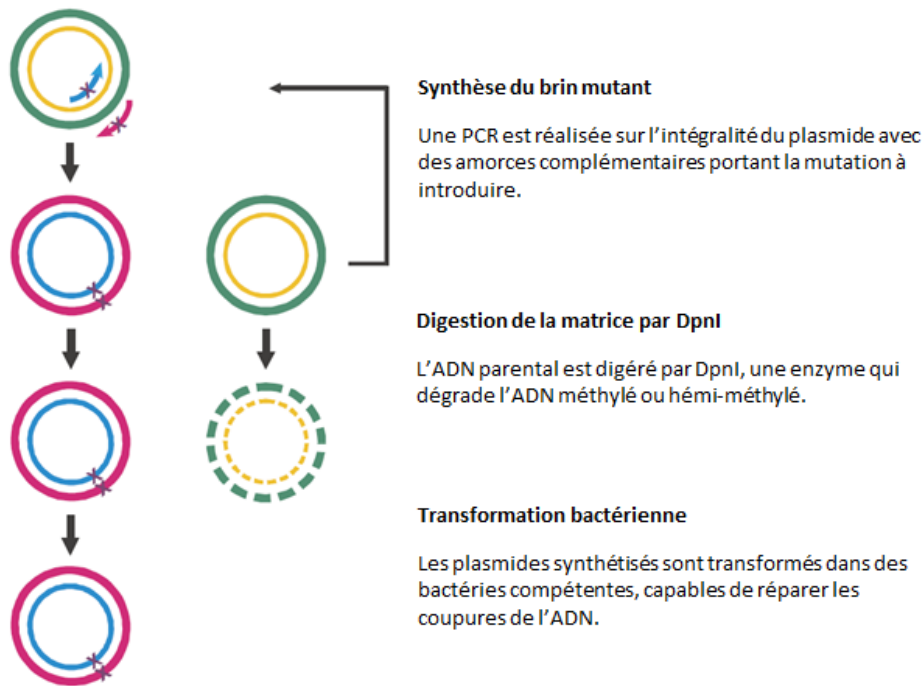 Synthèse du brin mutant
Une PCR est réalisée sur l'intégralité du plasmide avec
des amorces complémentaires portant la mutation à
introduire.
Digestion de la matrice par DpnI
L'ADN parental est digéré par DpnI, une enzyme qui
dégrade l'ADN méthylé ou hémi-méthylé.
Transformation bactérienne
Les plasmides synthétisés sont transformés dans des
bactéries compétentes, capables de réparer les
coupures de l'ADN.